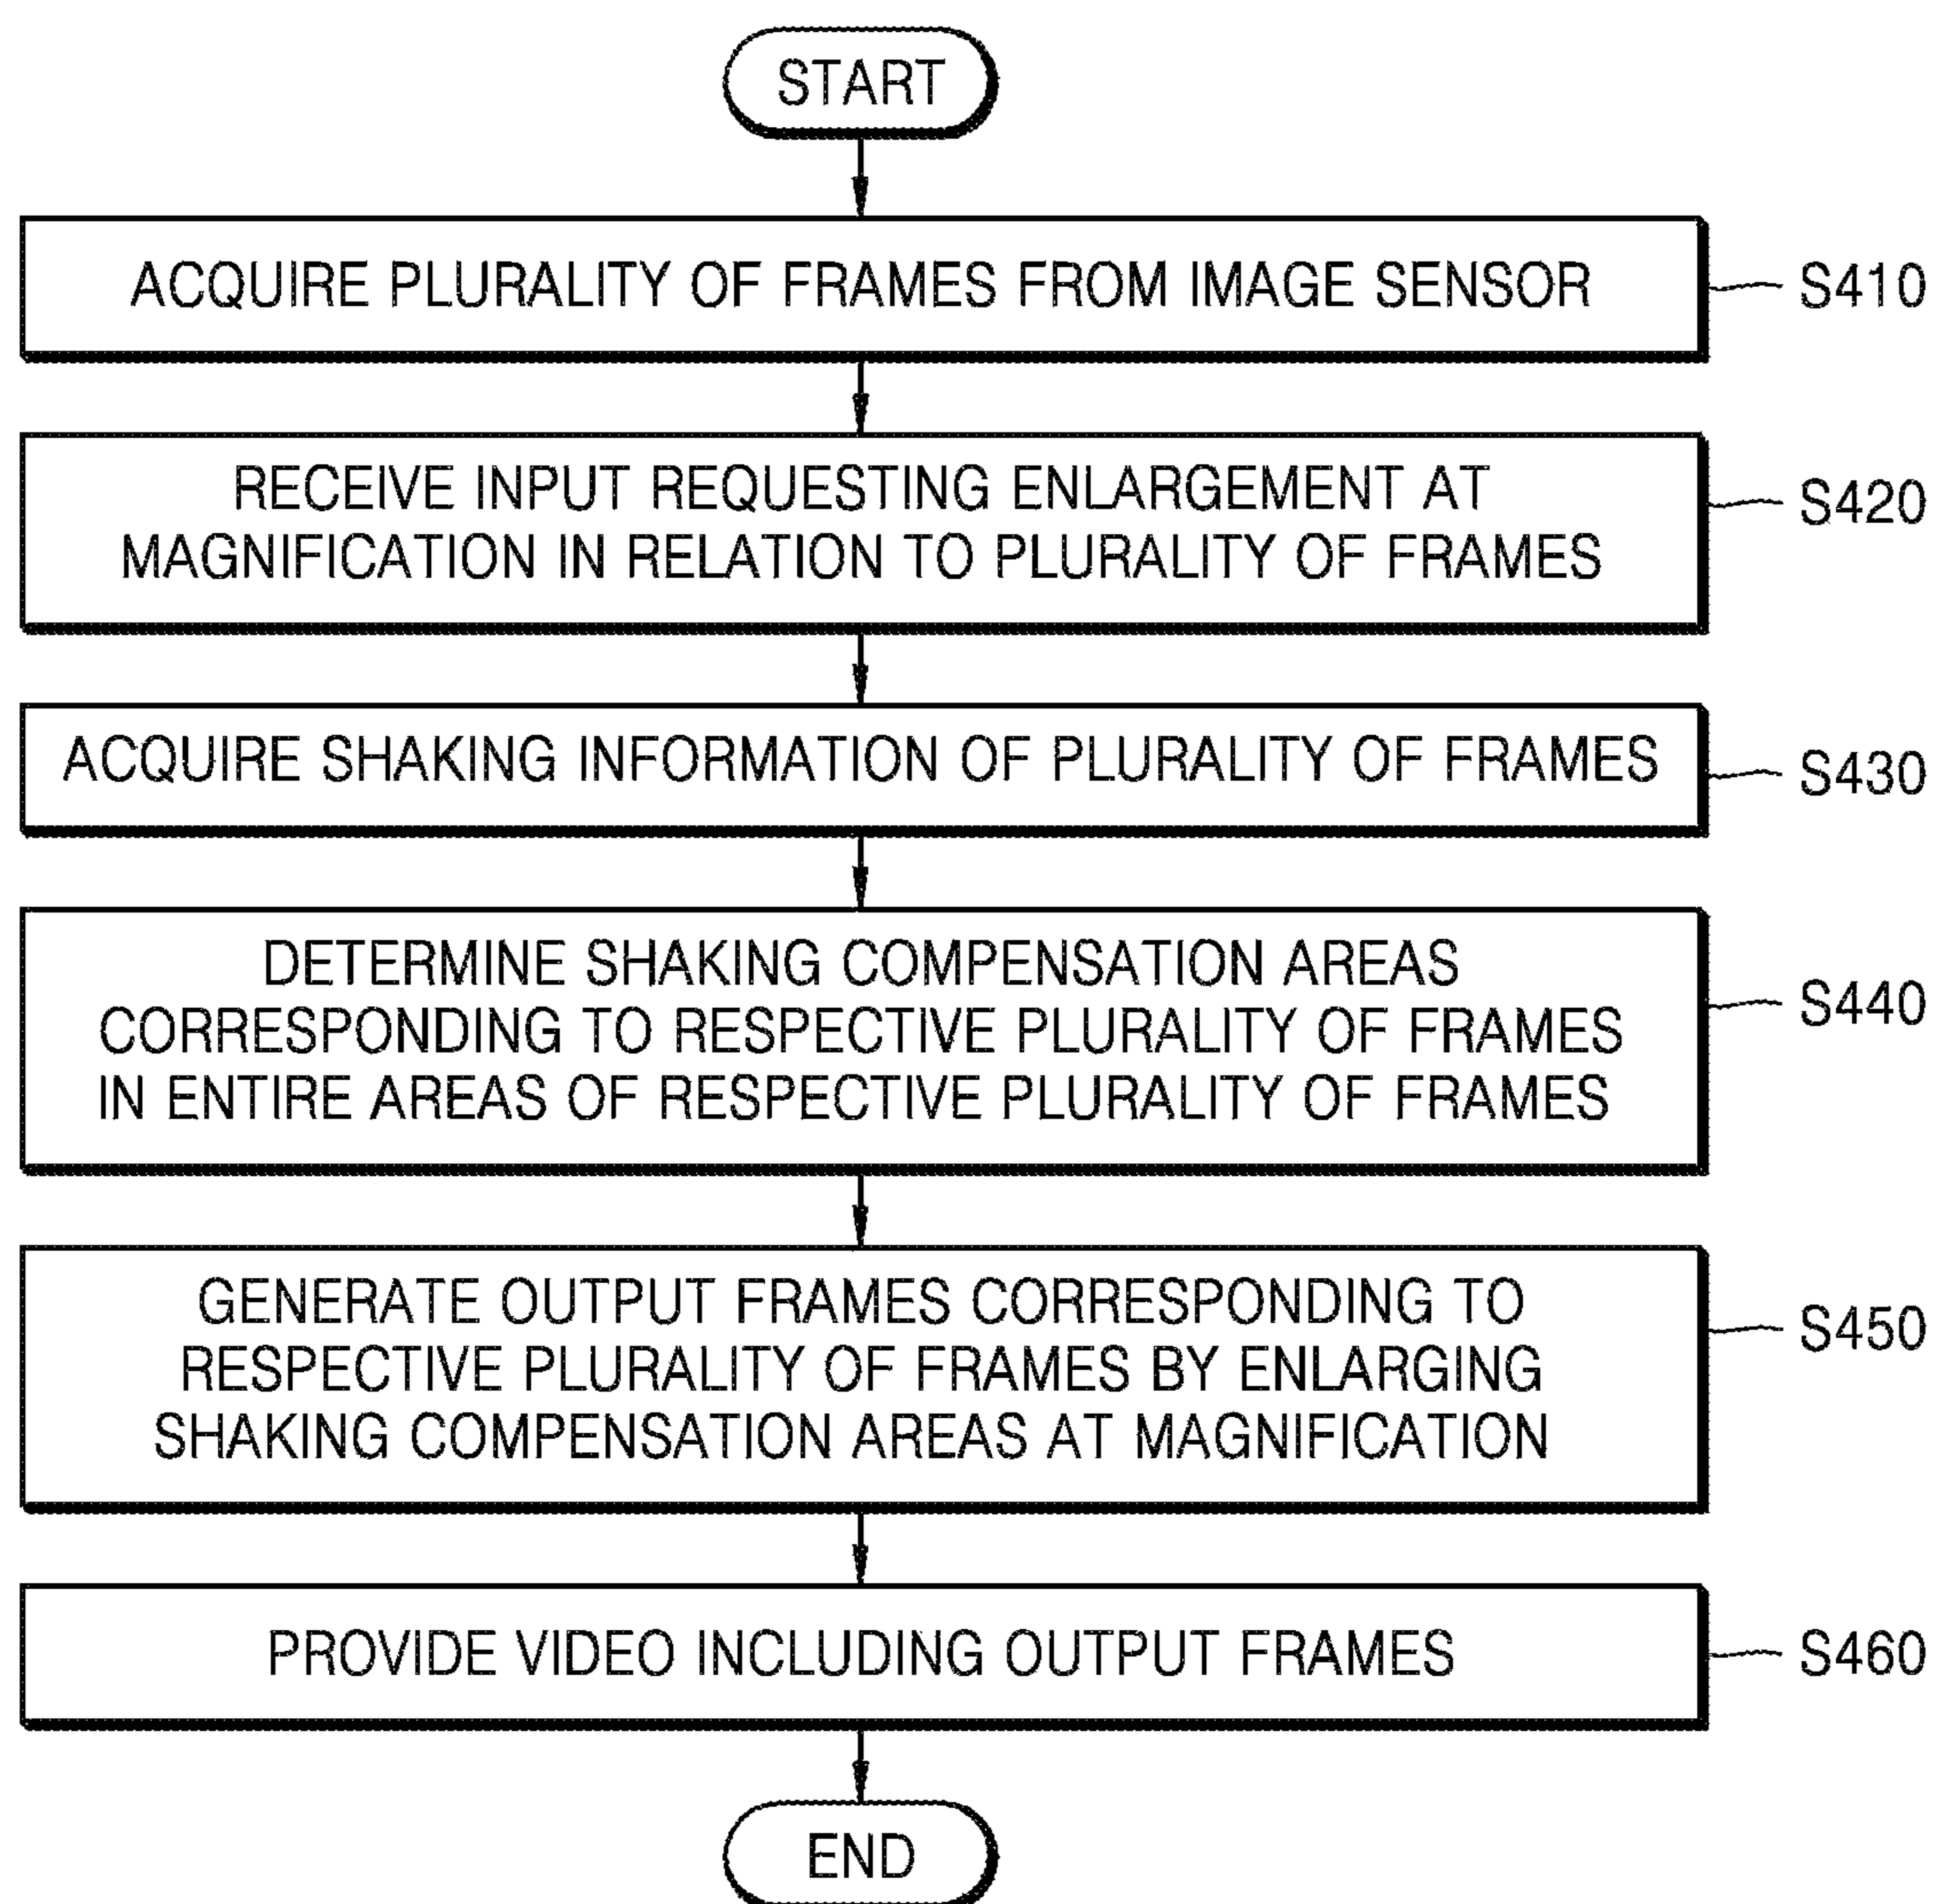 START
ACQUIRE PLURALITY OF FRAMES FROM IMAGE SENSOR
S410
RECEIVE INPUT REQUESTING ENLARGEMENT AT
MAGNIFICATION IN RELATION TO PLURALITY OF FRAMES
S420
ACQUIRE SHAKING INFORMATION OF PLURALITY OF FRAMES
S430
DETERMINE SHAKING COMPENSATION AREAS
CORRESPONDING TO RESPECTIVE PLURALITY OF FRAMES
IN ENTIRE AREAS OF RESPECTIVE PLURALITY OF FRAMES
S440
GENERATE OUTPUT FRAMES CORRESPONDING TO
RESPECTIVE PLURALITY OF FRAMES BY ENLARGING
SHAKING COMPENSATION AREAS AT MAGNIFICATION
S450
PROVIDE VIDEO INCLUDING OUTPUT FRAMES
S460
END